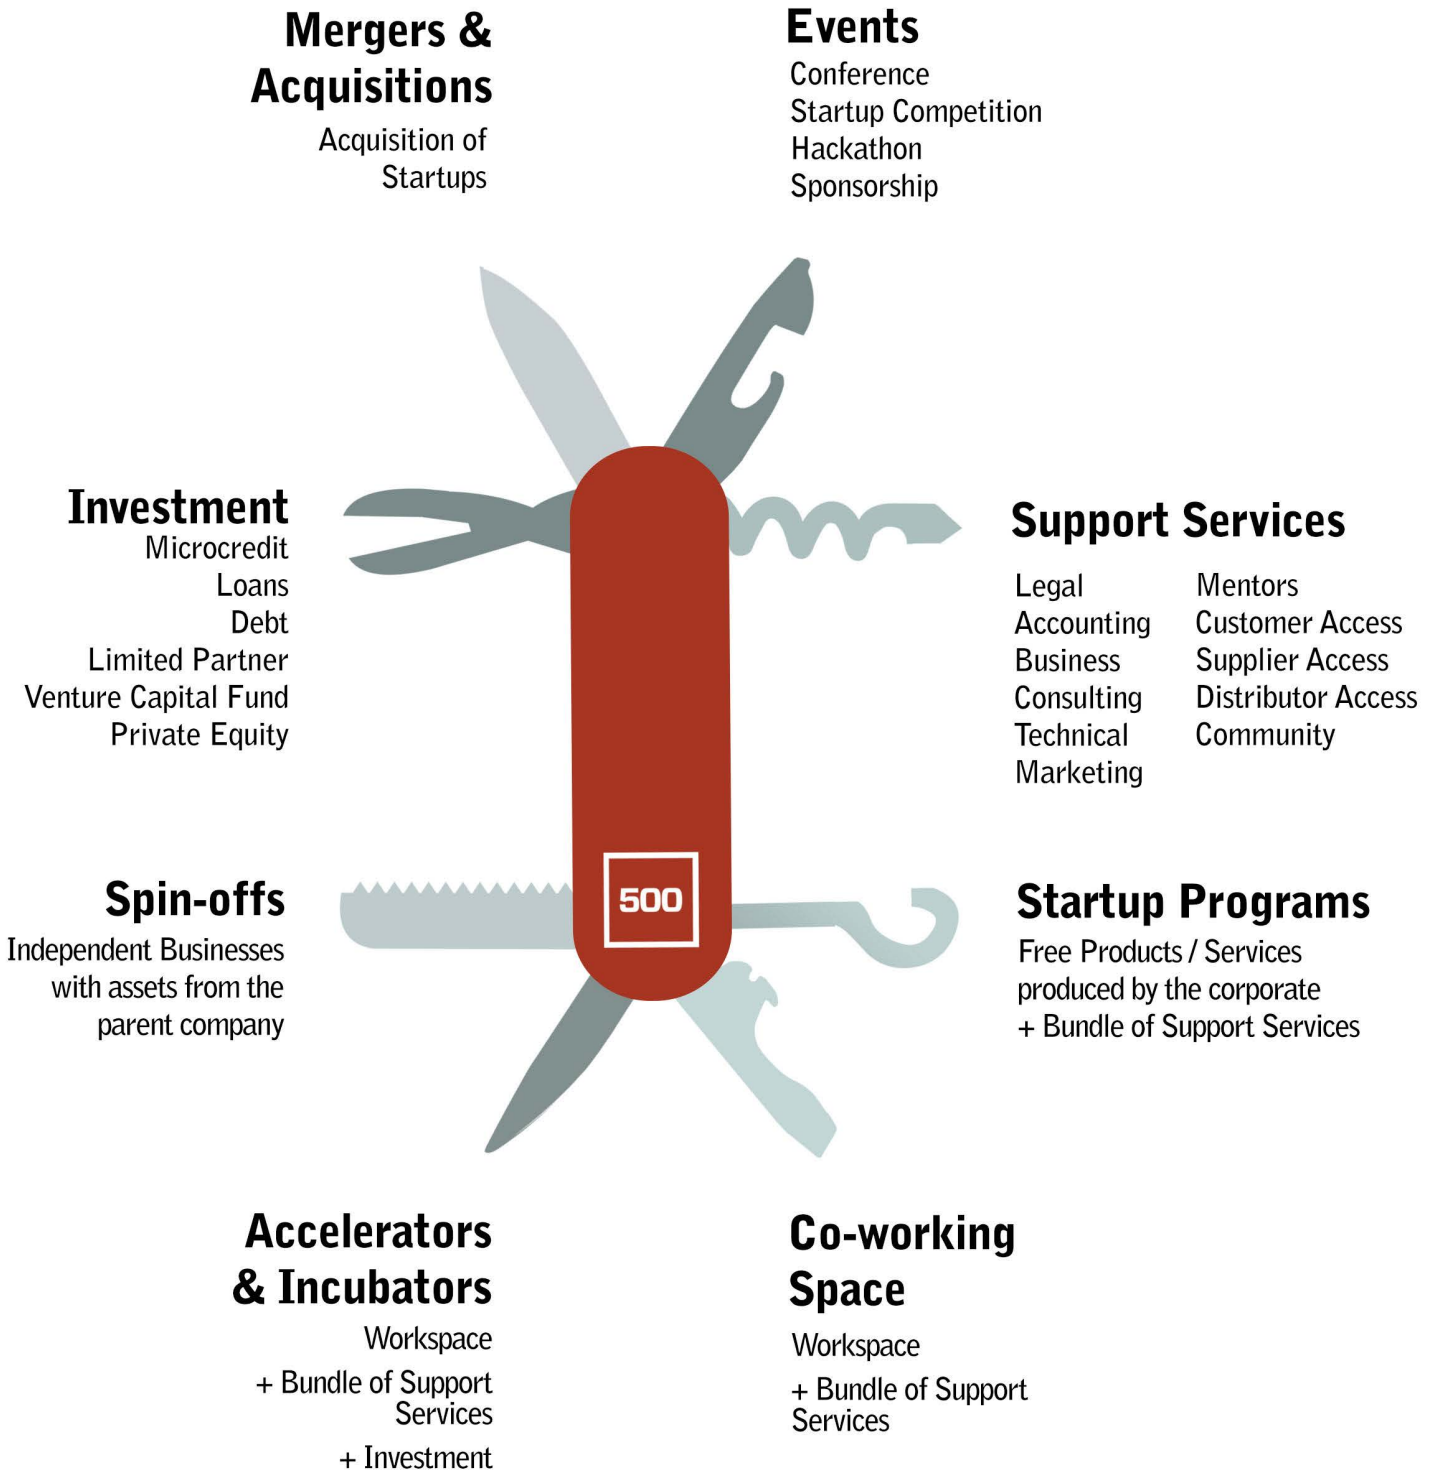 Mergers &
Acquisitions
Acquisition of
Startups
Events
Conference
Startup Competition
Hackathon
Sponsorship
Investment
Microcredit
Loans
Debt
Limited Partner
Venture Capital Fund
Private Equity
Support Services
Legal
Accounting
Business
Consulting
Technical
Marketing
Mentors
Customer Access
Supplier Access
Distributor Access
Community
Spin-offs
Independent Businesses
with assets from the
parent company
500
Startup Programs
Free Products / Services
produced by the corporate
+ Bundle of Support Services
Accelerators
& Incubators
Workspace
+ Bundle of Support
Services
+ Investment
Co-working
Space
Workspace
+ Bundle of Support
Services